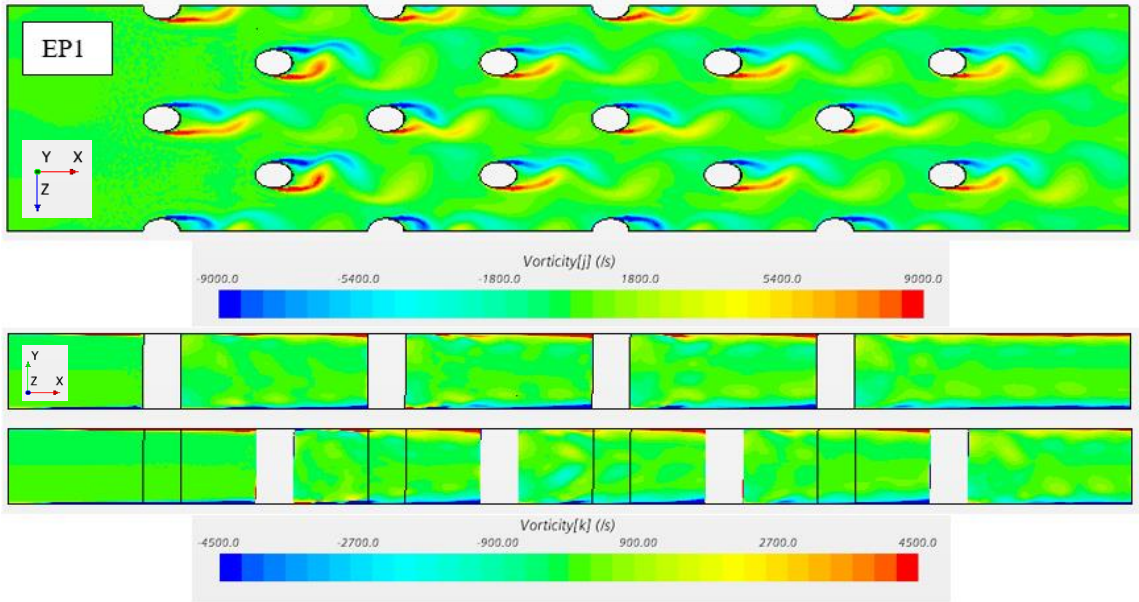 EP1
Y X
Z
Vorticity[j] (/s)
-9000.0 -5400.0 -1800.0 1800.0 5400.0 9000.0
Y
Z X
Vorticity[k] (/s)
-4500.0 -2700.0 -900.00 900.00 2700.0 4500.0